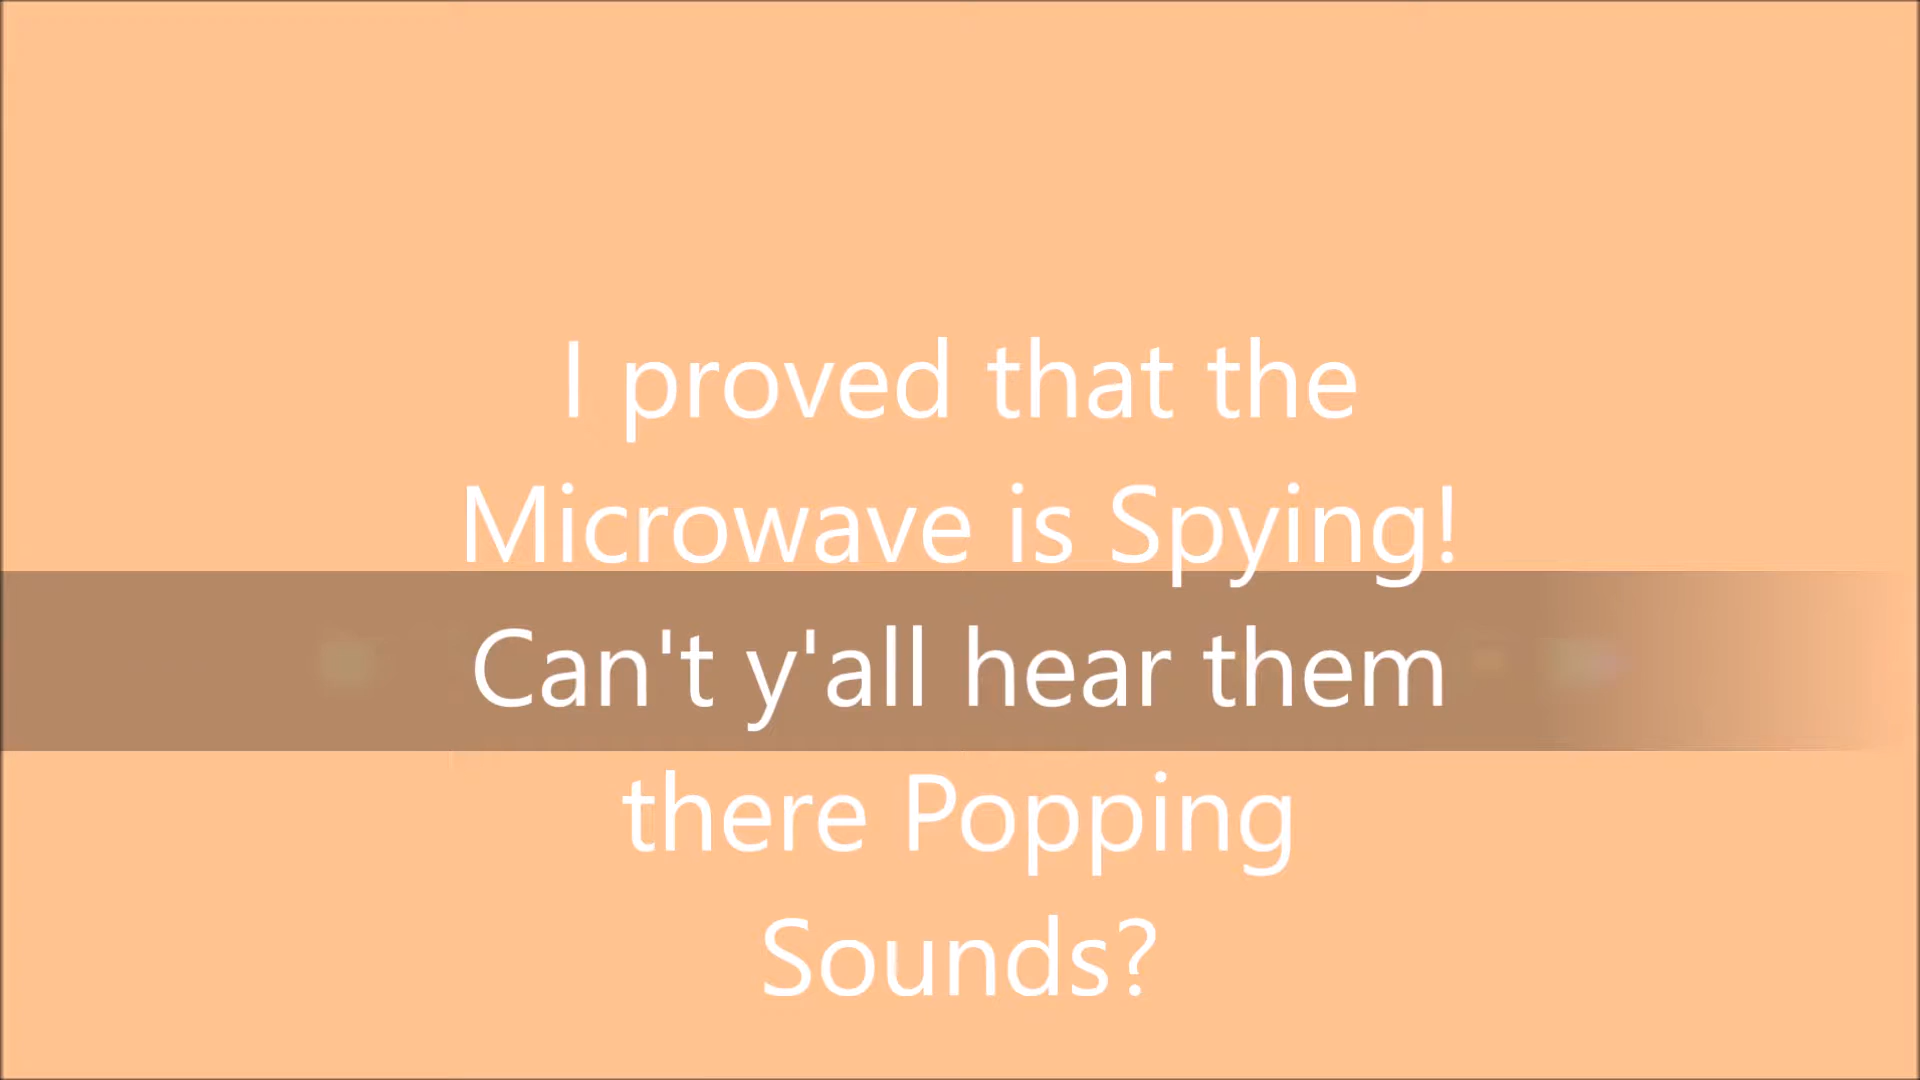 I proved that the
Microwave is Spying!
Can't y'all hear them
there Popping
Sounds?